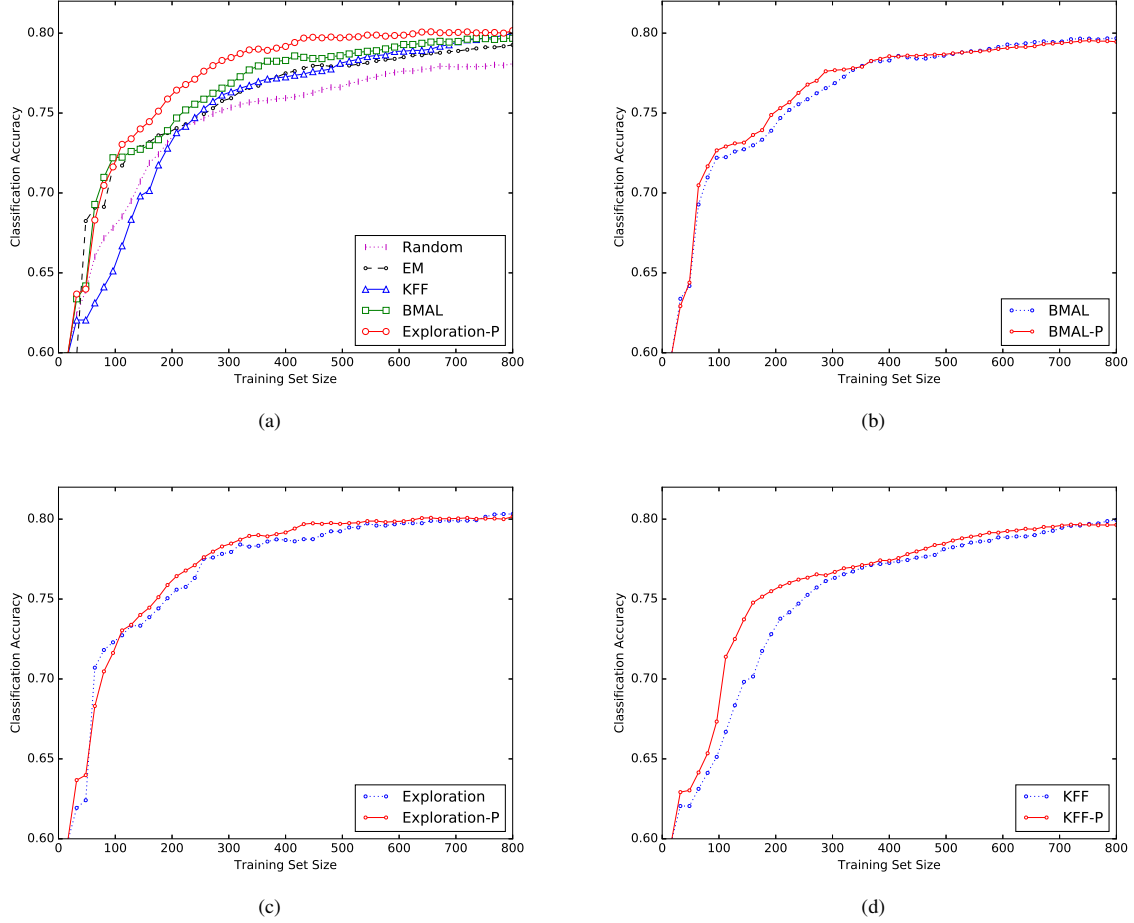 0.80
0.75
0.70
0.65
0.60
Classification Accuracy
0 100 200 300 400 500 600 700 800
Training Set Size
Random
EM
KFF
BMAL
Exploration-P
(a)
0.80
0.75
0.70
0.65
0.60
Classification Accuracy
0 100 200 300 400 500 600 700 800
Training Set Size
BMAL
BMAL-P
(b)
0.80
0.75
0.70
0.65
0.60
Classification Accuracy
0 100 200 300 400 500 600 700 800
Training Set Size
Exploration
Exploration-P
(c)
0.80
0.75
0.70
0.65
0.60
Classification Accuracy
0 100 200 300 400 500 600 700 800
Training Set Size
KFF
KFF-P
(d)